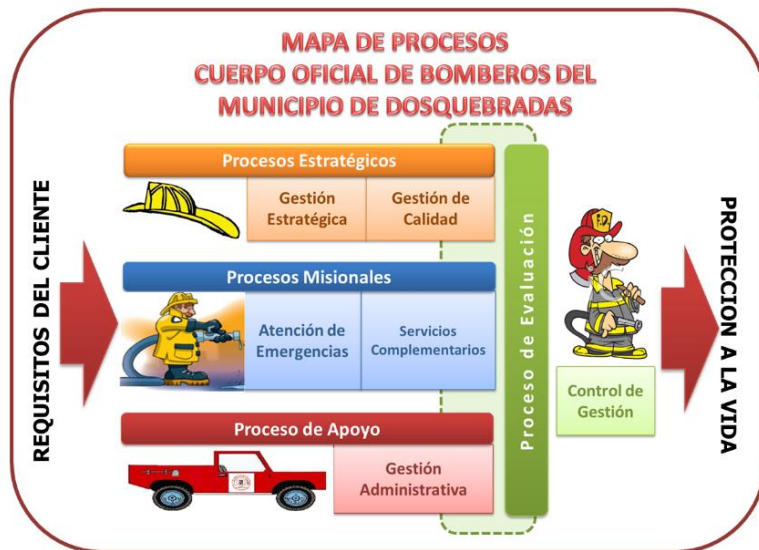 MAPA DE PROCESOS
CUERPO OFICIAL DE BOMBEROS DEL
MUNICIPIO DE DOSQUEBRADAS
REQUISITOS DEL CLIENTE
Procesos Estratégicos
Gestión
Estratégica
Gestión de
Calidad
Procesos Misionales
Atención de
Emergencias
Servicios
Complementarios
Proceso de Apoyo
Gestión
Administrativa
Proceso de Evaluación
Control de
Gestión
PROTECCION A LA VIDA